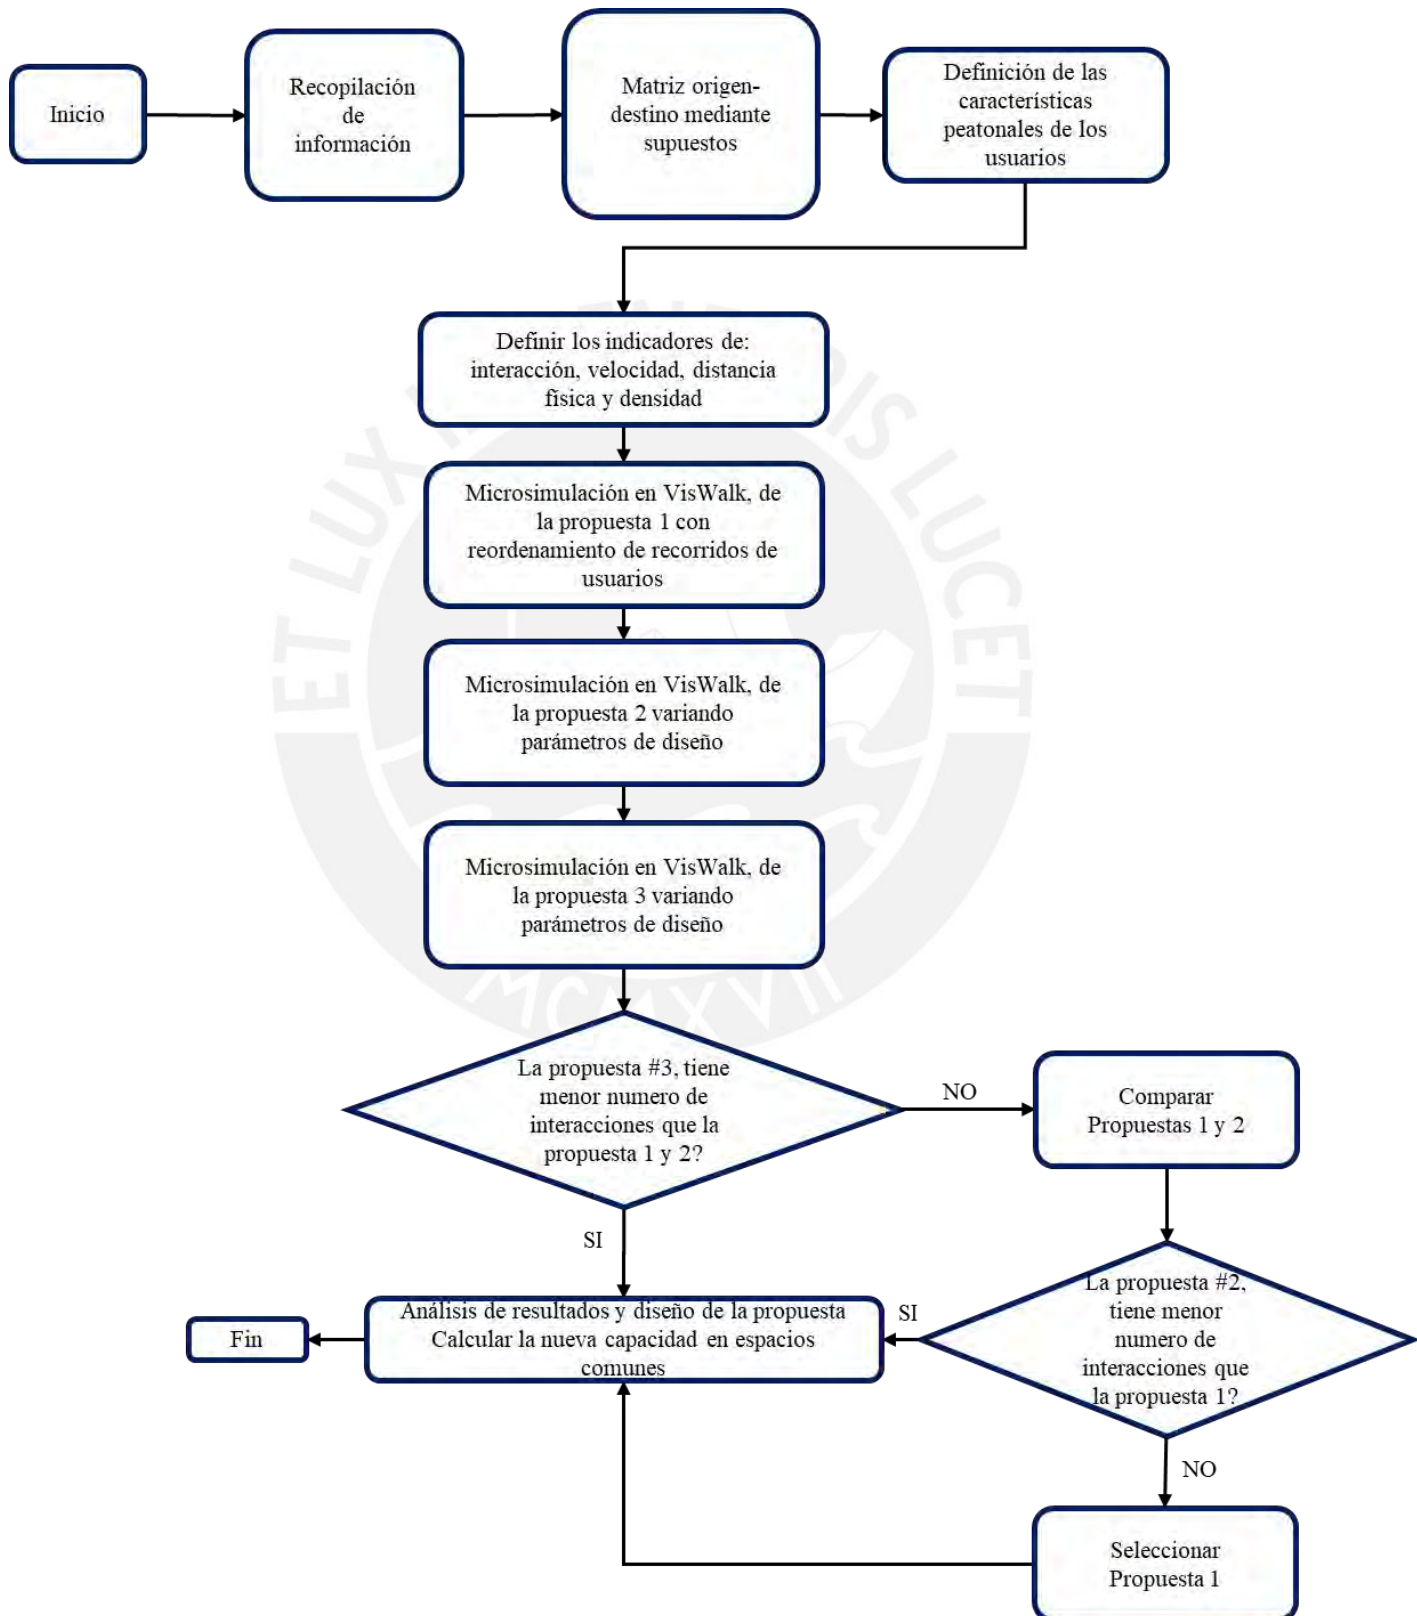 Inicio
Recopilación
de
información
Matriz origen-
destino mediante
supuestos
Definición de las
características
peatonales de los
usuarios
Definir los indicadores de:
interacción, velocidad, distancia
física y densidad
Microsimulación en VisWalk, de
la propuesta 1 con
reordenamiento de recorridos de
usuarios
Microsimulación en VisWalk, de
la propuesta 2 variando
parámetros de diseño
Microsimulación en VisWalk, de
la propuesta 3 variando
parámetros de diseño
La propuesta #3, tiene
menor numero de
interacciones que la
propuesta 1 y 2?
NO
Comparar
Propuestas 1 y 2
SI
La propuesta #2,
tiene menor
numero de
interacciones que
la propuesta 1?
SI
Análisis de resultados y diseño de la propuesta
Calcular la nueva capacidad en espacios
comunes
Fin
NO
Seleccionar
Propuesta 1
ET LUX IN
LUCET
MCMXVII